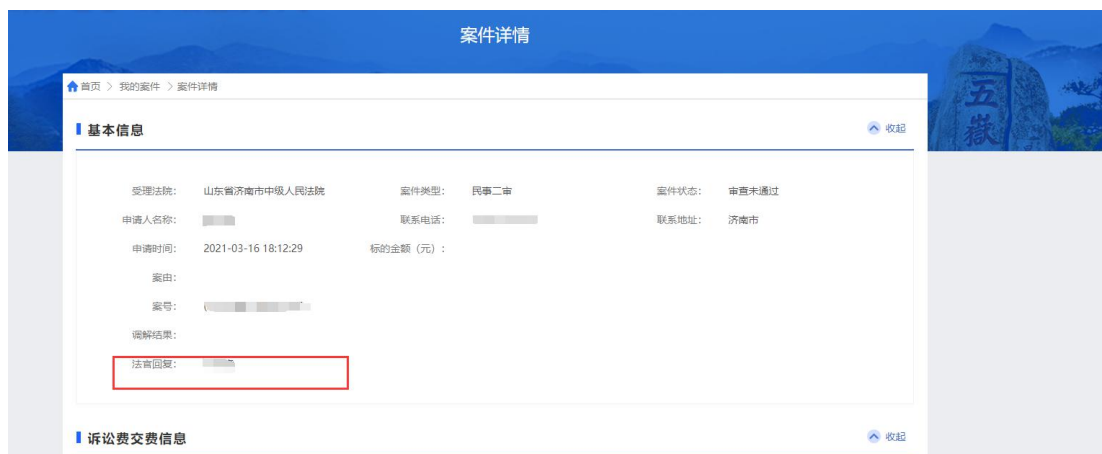 案件详情
首页 > 我的案件 > 案件详情
五嶽
基本信息
收起
受理法院： 山东省济南市中级人民法院 案件类型： 民事二审 案件状态： 审查未通过
申请人名称： 联系电话： 联系地址： 济南市
申请时间： 2021-03-16 18:12:29 标的金额（元）：
案由：
案号：
调解结果：
法官回复：
诉讼费交费信息
收起